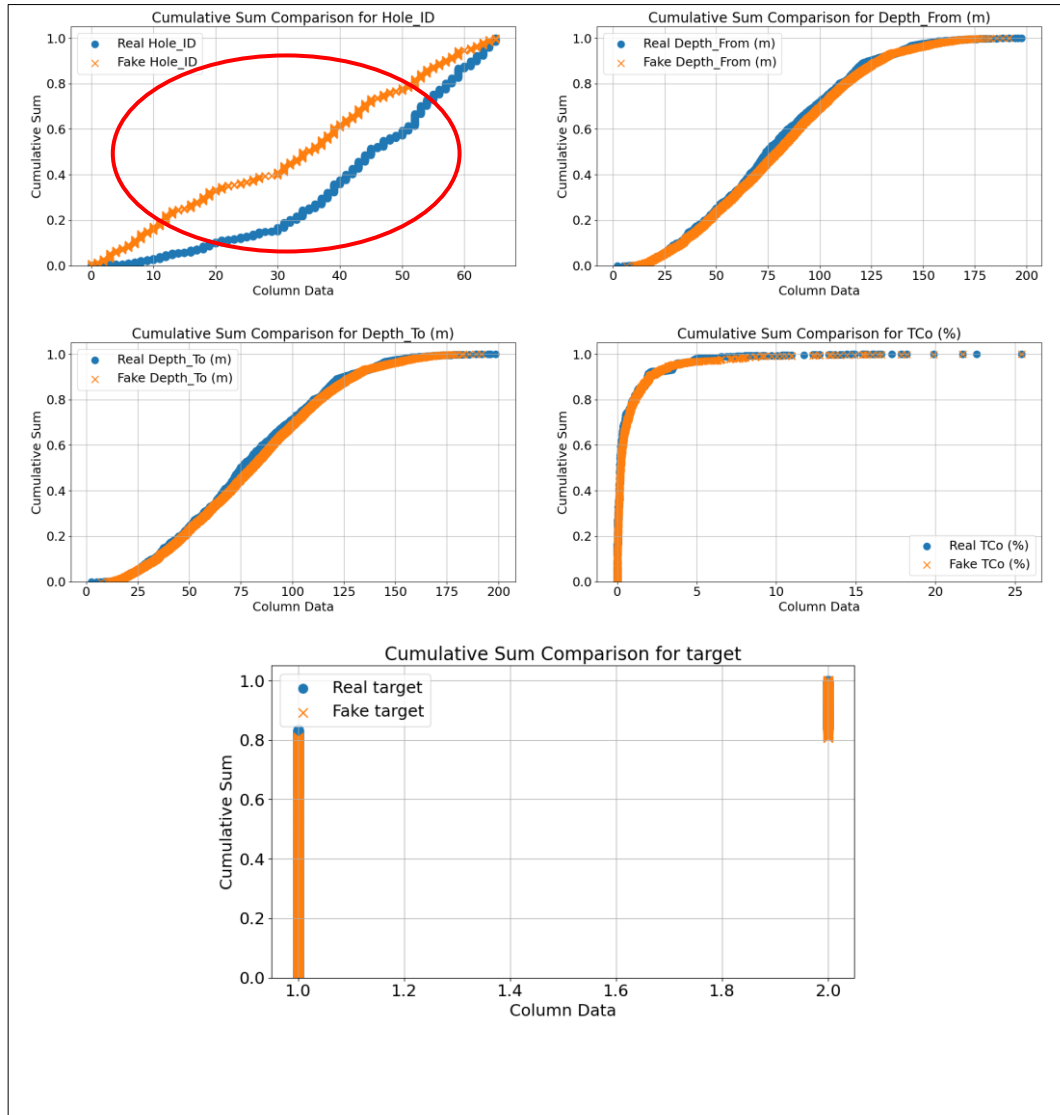 Cumulative Sum Comparison for Hole_ID
Real Hole_ID
Fake Hole_ID
Cumulative Sum
1.0
0.8
0.6
0.4
0.2
0.0
0 10 20 30 40 50 60
Column Data
Cumulative Sum Comparison for Depth_From (m)
Real Depth_From (m)
Fake Depth_From (m)
Cumulative Sum
1.0
0.8
0.6
0.4
0.2
0.0
0 25 50 75 100 125 150 175 200
Column Data
Cumulative Sum Comparison for Depth_To (m)
Real Depth_To (m)
Fake Depth_To (m)
Cumulative Sum
1.0
0.8
0.6
0.4
0.2
0.0
0 25 50 75 100 125 150 175 200
Column Data
Cumulative Sum Comparison for TCo (%)
Cumulative Sum
1.0
0.8
0.6
0.4
0.2
0.0
Real TCo (%)
Fake TCo (%)
0 5 10 15 20 25
Column Data
Cumulative Sum Comparison for target
Real target
Fake target
Cumulative Sum
1.0
0.8
0.6
0.4
0.2
0.0
1.0 1.2 1.4 1.6 1.8 2.0
Column Data